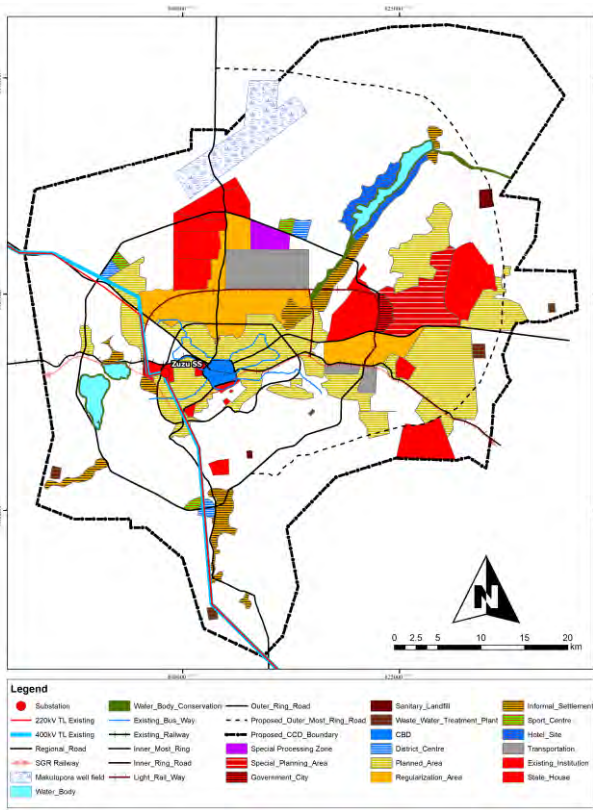 Zuzu SS
N
0 2.5 5 10 15 20
km
Legend
Substation
220kV TL Existing
400kV TL Existing
Regional_Road
SGR Railway
Makutupora well field
Water_Body
Water_Body_Conservation
Existing_Bus_Way
Existing_Railway
Inner_Most_Ring
Inner_Ring_Road
Light_Rail_Way
Outer_Ring_Road
Proposed_Outer_Most_Ring_Road
Proposed_CCD_Boundary
Special Processing Zone
Special_Planning_Area
Government_City
Sanitary_Landfill
Waste_Water_Treatment_Plant
CBD
District_Centre
Planned_Area
Regularization_Area
Informal_Settlement
Sport_Centre
Hotel_Site
Transportation
Existing_Institution
State_House